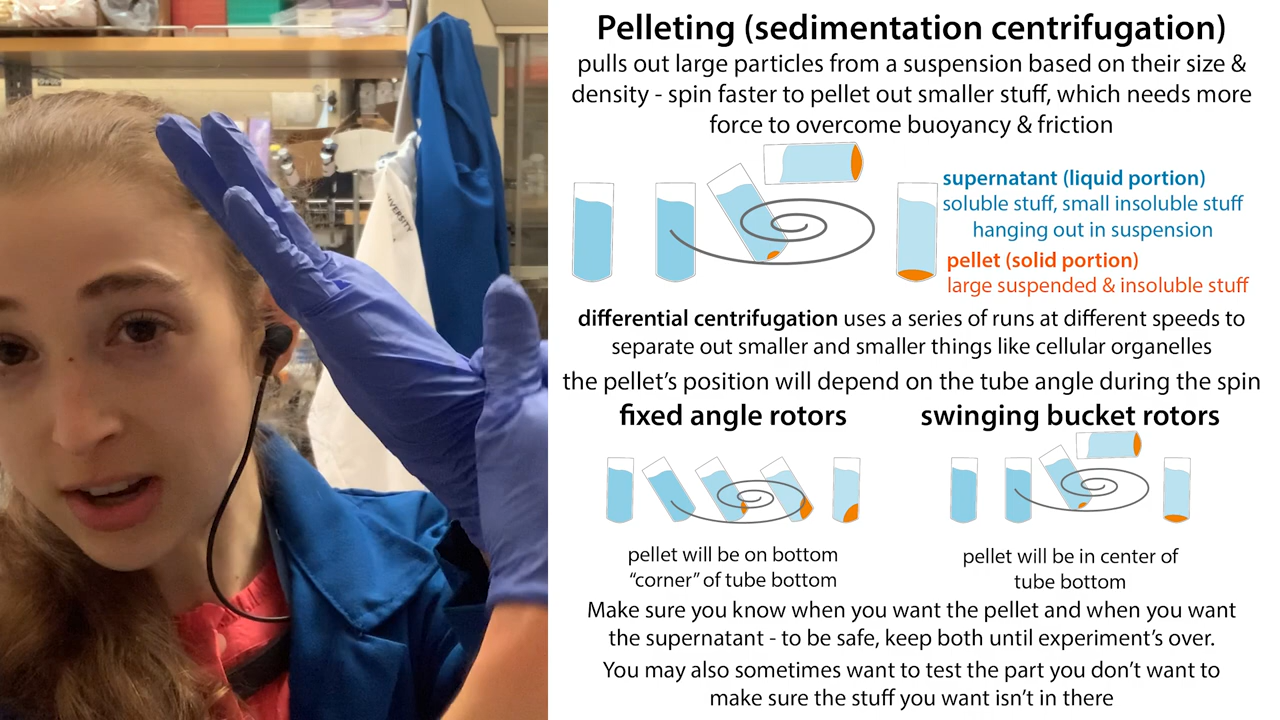 Pelleting (sedimentation centrifugation)
pulls out large particles from a suspension based on their size &
density - spin faster to pellet out smaller stuff, which needs more
force to overcome buoyancy & friction
supernatant (liquid portion)
soluble stuff, small insoluble stuff
hanging out in suspension
pellet (solid portion)
large suspended & insoluble stuff
differential centrifugation uses a series of runs at different speeds to
separate out smaller and smaller things like cellular organelles
the pellet's position will depend on the tube angle during the spin
fixed angle rotors
swinging bucket rotors
pellet will be on bottom
“corner” of tube bottom
pellet will be in center of
tube bottom
Make sure you know when you want the pellet and when you want
the supernatant - to be safe, keep both until experiment's over.
You may also sometimes want to test the part you don't want to
make sure the stuff you want isn't in there